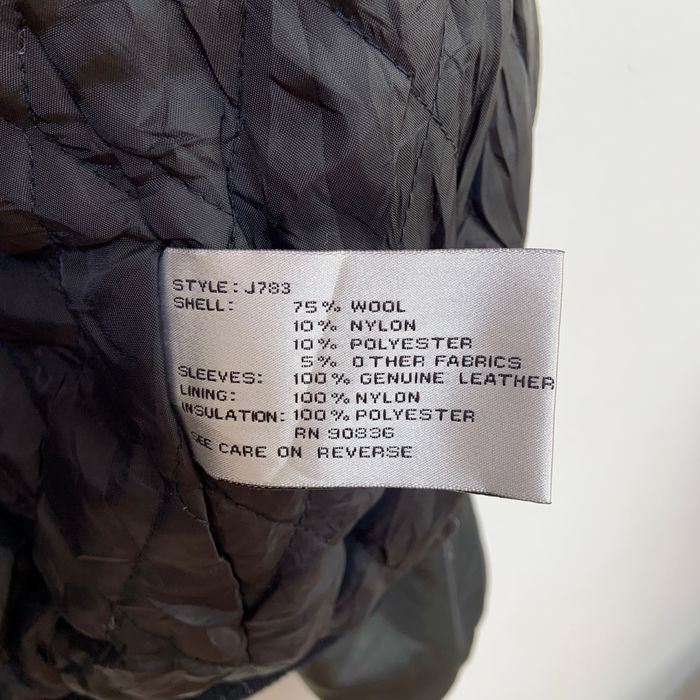 STYLE: J783
SHELL: 75% WOOL
10% NYLON
10% POLYESTER
5% OTHER FABRICS
SLEEVES: 100% GENUINE LEATHER
LINING: 100% NYLON
INSULATION: 100% POLYESTER
RN 90836
SEE CARE ON REVERSE